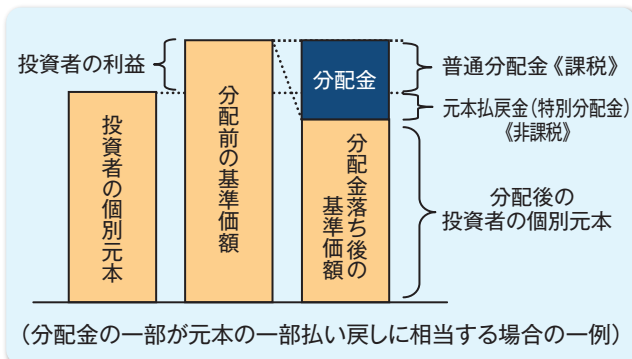 投資者の利益
投資者の個別元本
分配前の基準価額
分配金
分配金落ち後の
基準価額
普通分配金《課税》
元本払戻金(特別分配金)
《非課税》
分配後の
投資者の個別元本
(分配金の一部が元本の一部払い戻しに相当する場合の一例)